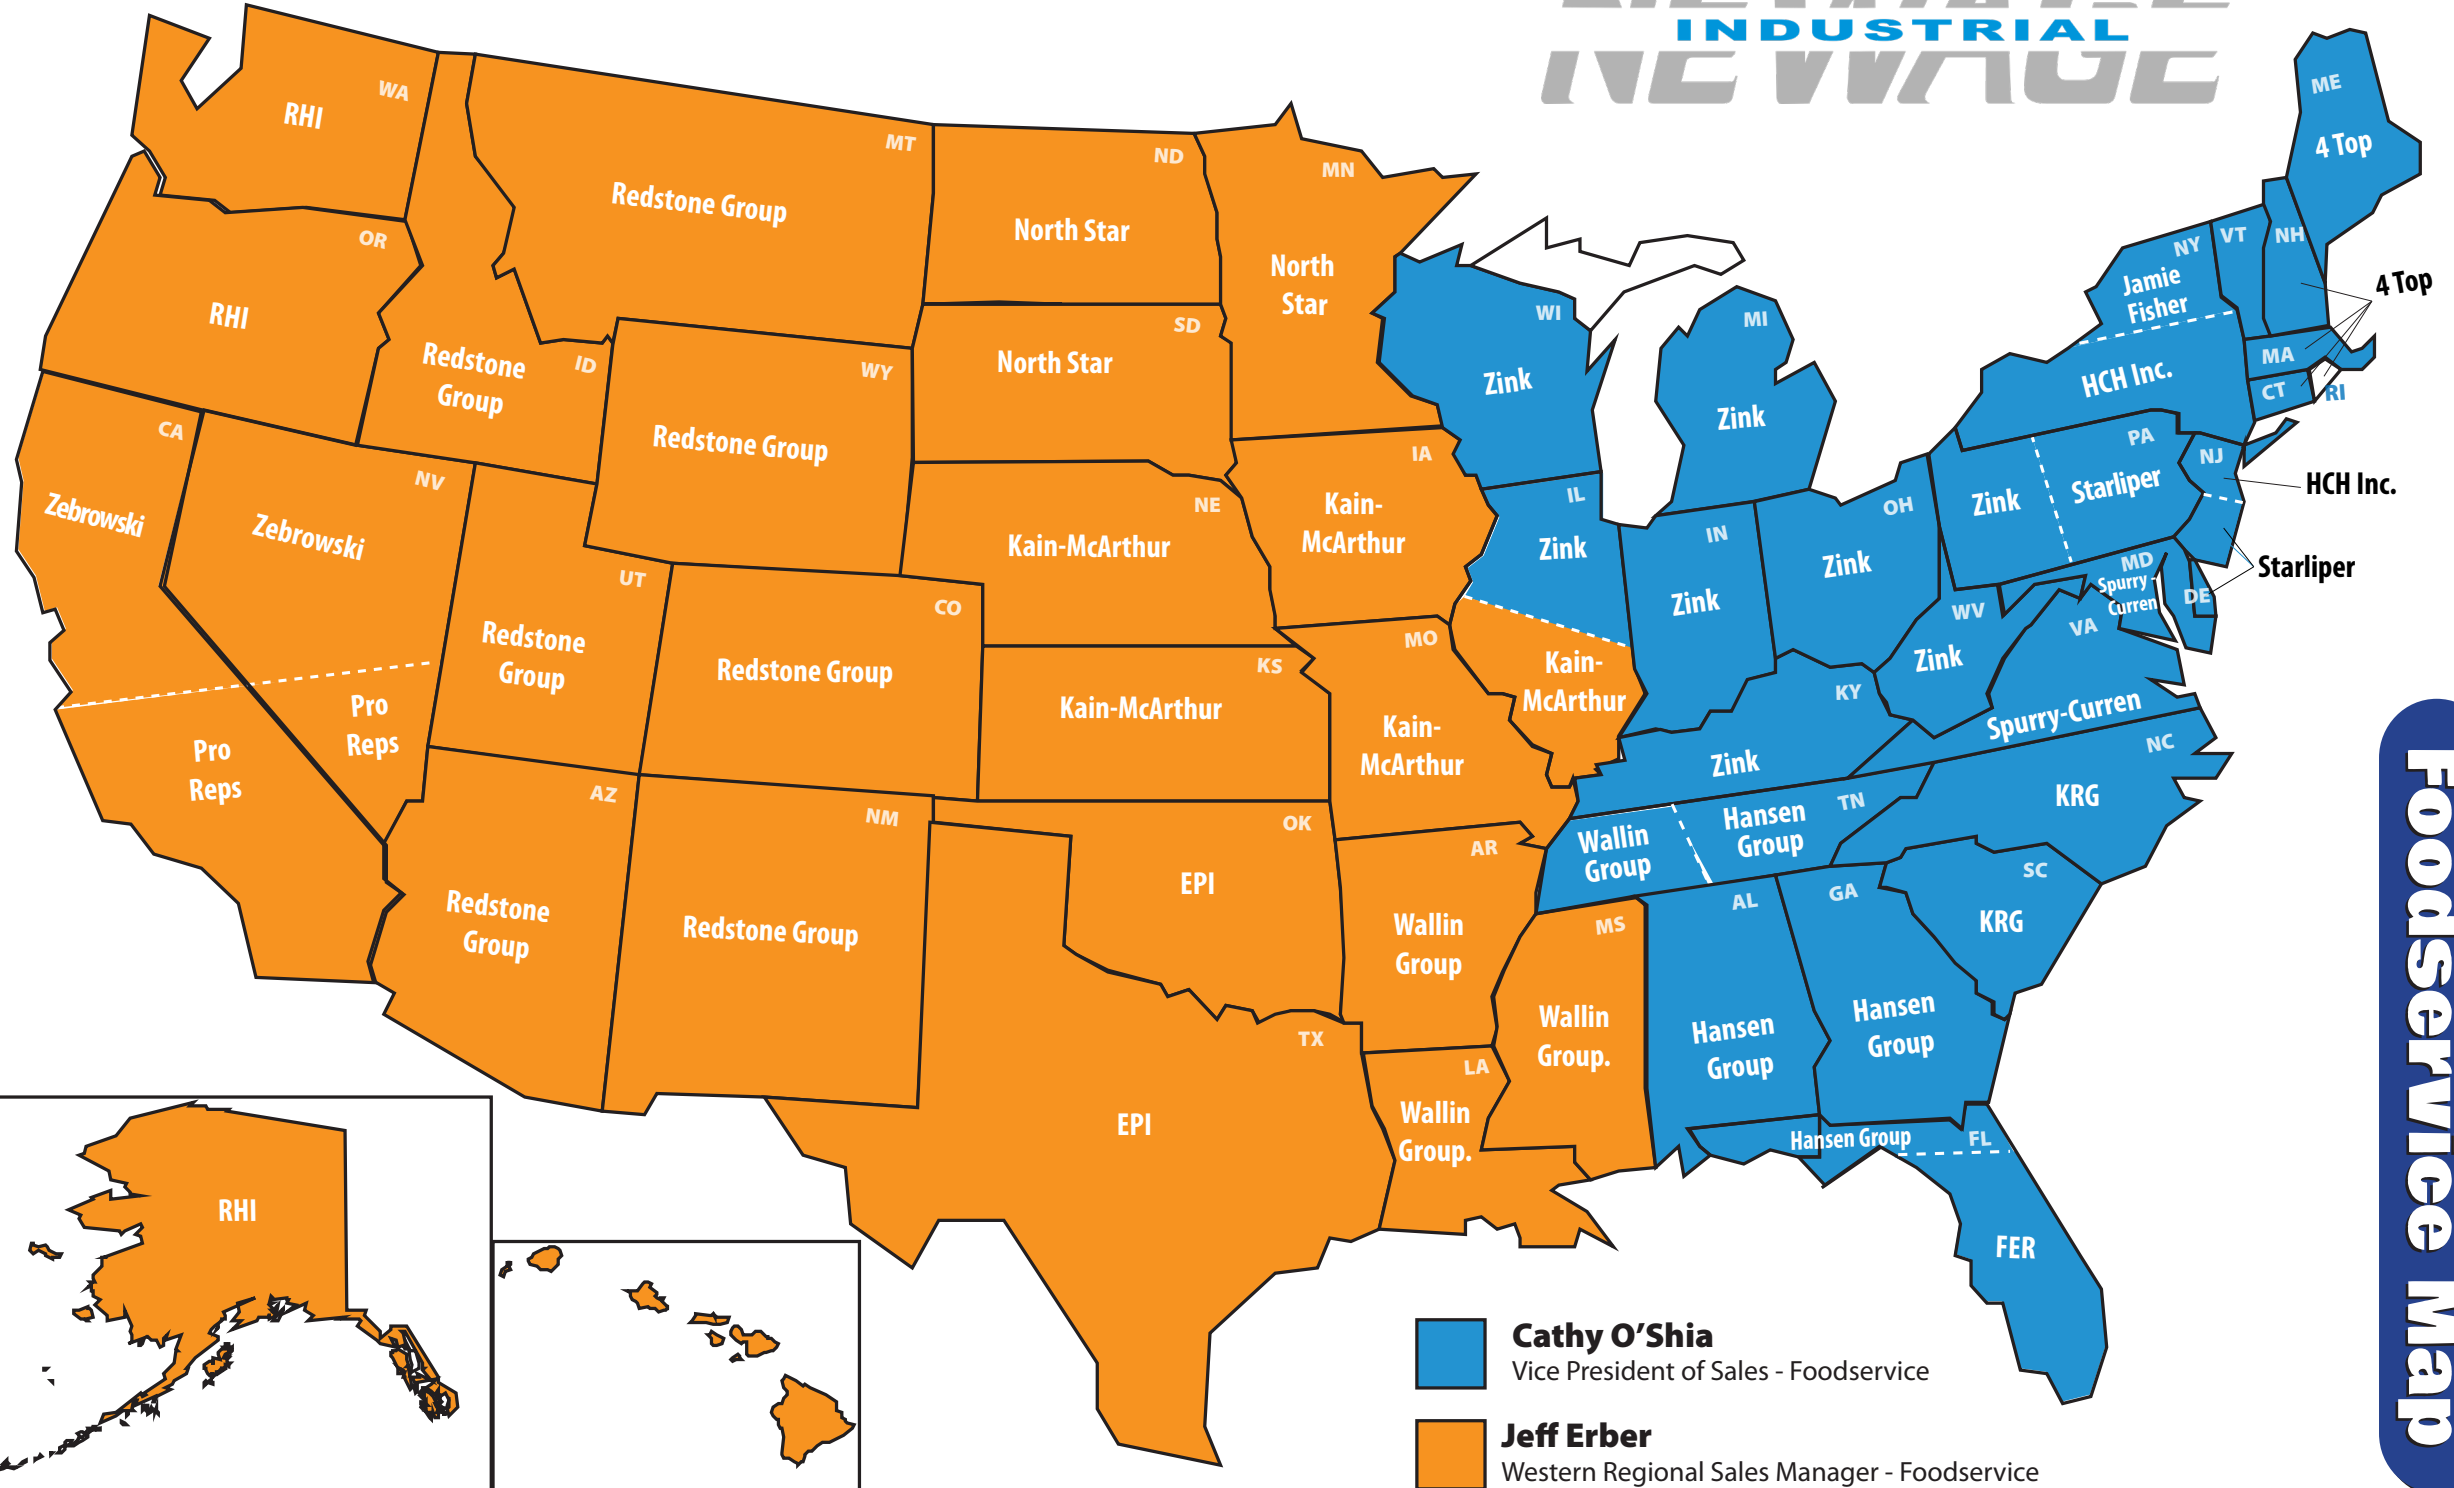 NEWAGE
INDUSTRIAL
NEWAGE
WA
RHI
MT
Redstone Group
ND
North Star
MN
North
Star
OR
RHI
ID
Redstone
Group
SD
North Star
WY
Redstone Group
WI
Zink
MI
Zink
ME
4 Top
NY
VT
NH
Jamie
Fisher
4 Top
HCH Inc.
MA
CT
RI
CA
Zebrowski
NV
Zebrowski
NE
Kain-McArthur
IA
Kain-
McArthur
IL
Zink
IN
Zink
OH
Zink
PA
Zink
Starliper
NJ
HCH Inc.
Starliper
MD
Spurry -
Curren
DE
UT
Redstone
Group
CO
Redstone Group
KS
Kain-McArthur
MO
Kain-
McArthur
Kain-
McArthur
WV
Zink
VA
Spurry-Curren
KY
Zink
Pro
Reps
Pro
Reps
AZ
Redstone
Group
NM
Redstone Group
OK
EPI
AR
Wallin
Group
TN
Wallin
Group
Hansen
Group
NC
KRG
SC
KRG
MS
Wallin
Group.
AL
Hansen
Group
GA
Hansen
Group
TX
EPI
LA
Wallin
Group.
Hansen Group
FL
FER
RHI
Cathy O'Shia
Vice President of Sales - Foodservice
Jeff Erber
Western Regional Sales Manager - Foodservice
Foodservice Map